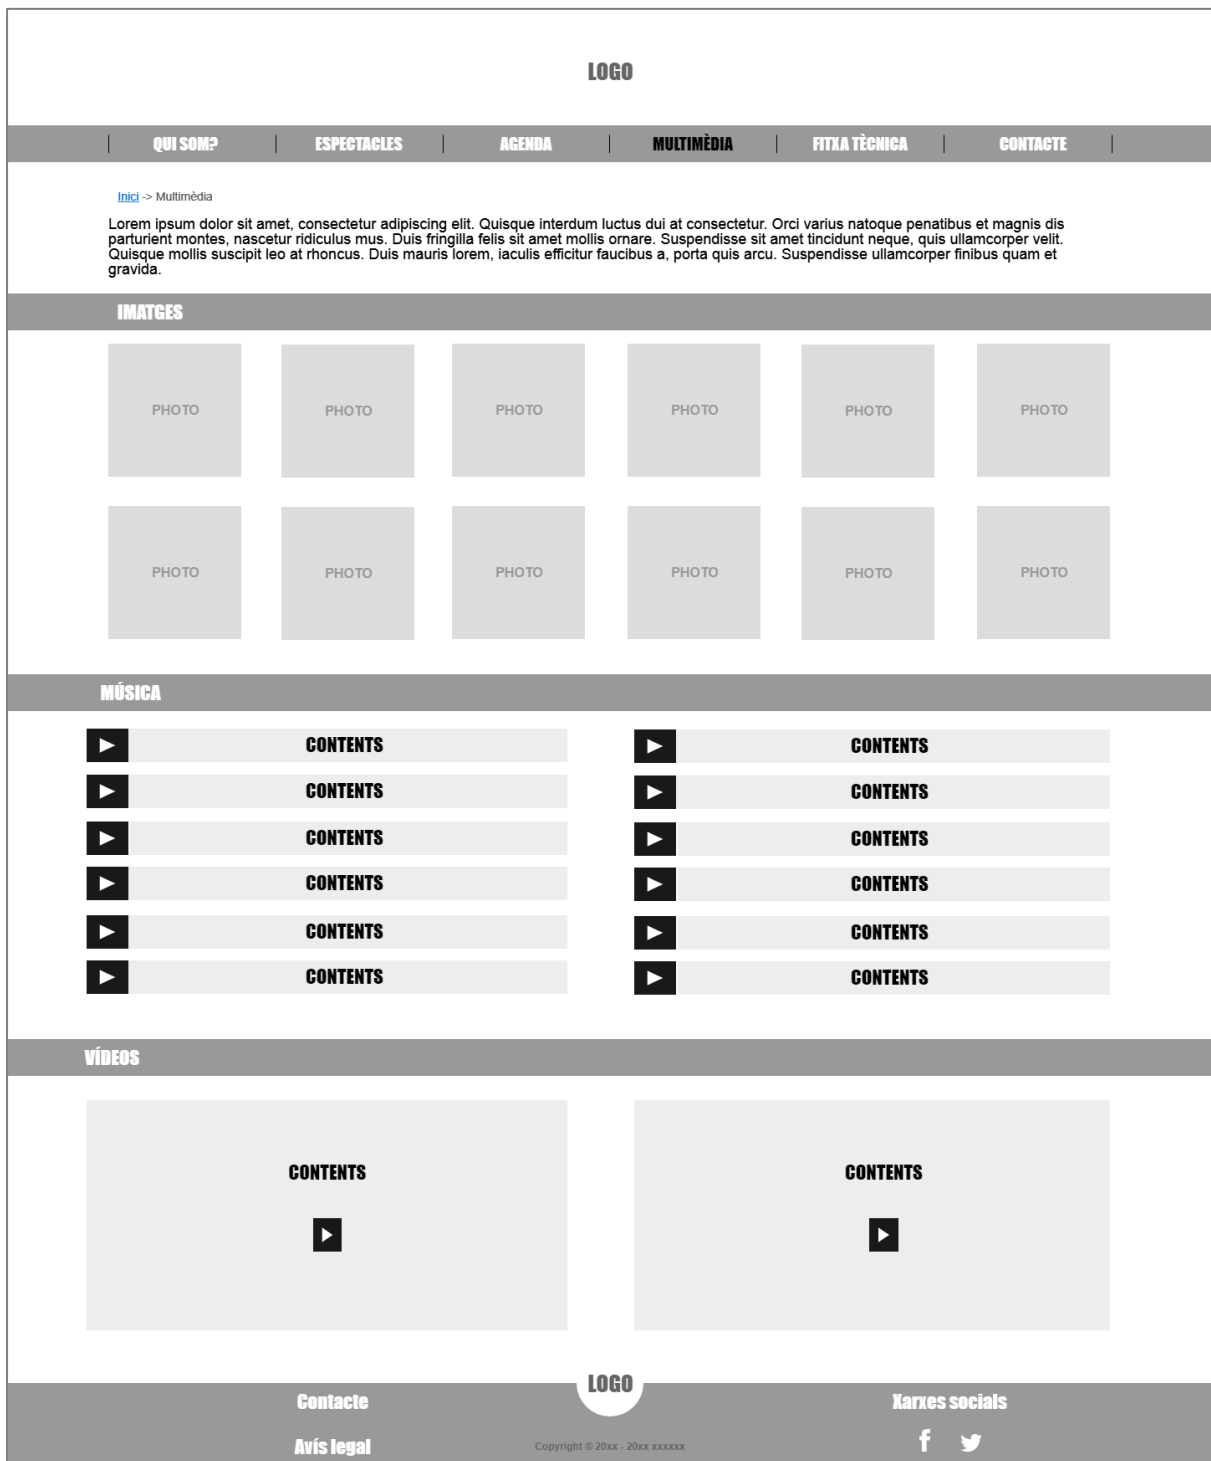 LOGO
QUI SOM? ESPECTACLES AGENDA MULTIMÈDIA FITXA TÈCNICA CONTACTE
Inici -> Multimèdia
Lorem ipsum dolor sit amet, consectetur adipiscing elit. Quisque interdum luctus dui at consectetur. Orci varius natoque penatibus et magnis dis
parturient montes, nascetur ridiculus mus. Duis fringilla felis sit amet mollis ornare. Suspendisse sit amet tincidunt neque, quis ullamcorper velit.
Quisque mollis suscipit leo at rhoncus. Duis mauris lorem, iaculis efficitur faucibus a, porta quis arcu. Suspendisse ullamcorper finibus quam et
gravida.
IMATGES
PHOTO PHOTO PHOTO PHOTO PHOTO PHOTO
PHOTO PHOTO PHOTO PHOTO PHOTO PHOTO
MÚSICA
CONTENTS CONTENTS
CONTENTS CONTENTS
CONTENTS CONTENTS
CONTENTS CONTENTS
CONTENTS CONTENTS
CONTENTS CONTENTS
VÍDEOS
CONTENTS CONTENTS
LOGO
Contacte Xarxes socials
Avís legal Copyright © 20xx - 20xx xxxxxx